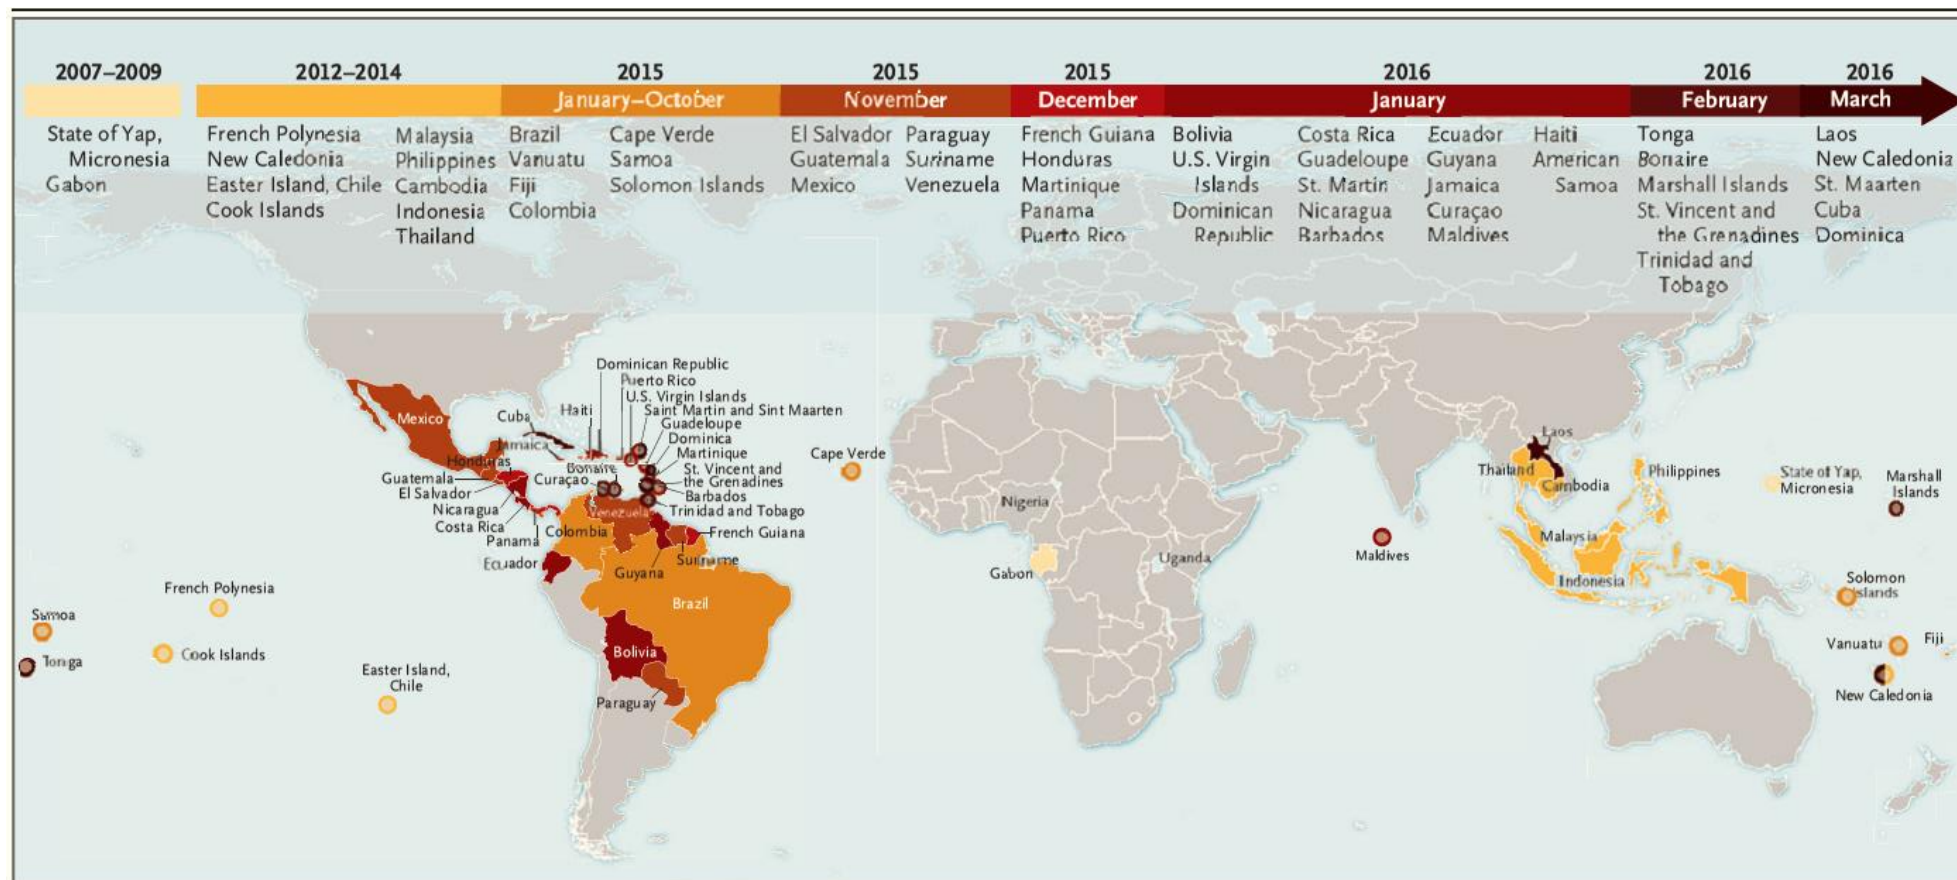 2007–2009
2012–2014
2015
2015
2015
2016
2016
2016
January–October
November
December
January
February
March
State of Yap,
Micronesia
Gabon
French Polynesia
New Caledonia
Easter Island, Chile
Cook Islands
Malaysia
Philippines
Cambodia
Indonesia
Thailand
Brazil
Vanuatu
Fiji
Colombia
Cape Verde
Samoa
Solomon Islands
El Salvador
Guatemala
Mexico
Paraguay
Suriname
Venezuela
French Guiana
Honduras
Martinique
Panama
Puerto Rico
Bolivia
U.S. Virgin
Islands
Dominican
Republic
Costa Rica
Guadeloupe
St. Martin
Nicaragua
Barbados
Ecuador
Guyana
Jamaica
Curaçao
Maldives
Haiti
American
Samoa
Tonga
Bonaire
Marshall Islands
St. Vincent and
the Grenadines
Trinidad and
Tobago
Laos
New Caledonia
St. Maarten
Cuba
Dominica
Dominican Republic
Puerto Rico
U.S. Virgin Islands
Saint Martin and Sint Maarten
Guadeloupe
Dominica
Martinique
St. Vincent and
the Grenadines
Barbados
Trinidad and Tobago
French Guiana
Suriname
Guyana
Mexico
Cuba
Haiti
Jamaica
Honduras
Bonaire
Curaçao
Guatemala
El Salvador
Nicaragua
Costa Rica
Panama
Venezuela
Colombia
Ecuador
Brazil
Bolivia
Paraguay
French Polynesia
Samoa
Tonga
Cook Islands
Easter Island,
Chile
Cape Verde
Nigeria
Gabon
Uganda
Maldives
Laos
Thailand
Cambodia
Philippines
Malaysia
Indonesia
State of Yap,
Micronesia
Marshall
Islands
Solomon
Islands
Vanuatu
Fiji
New Caledonia